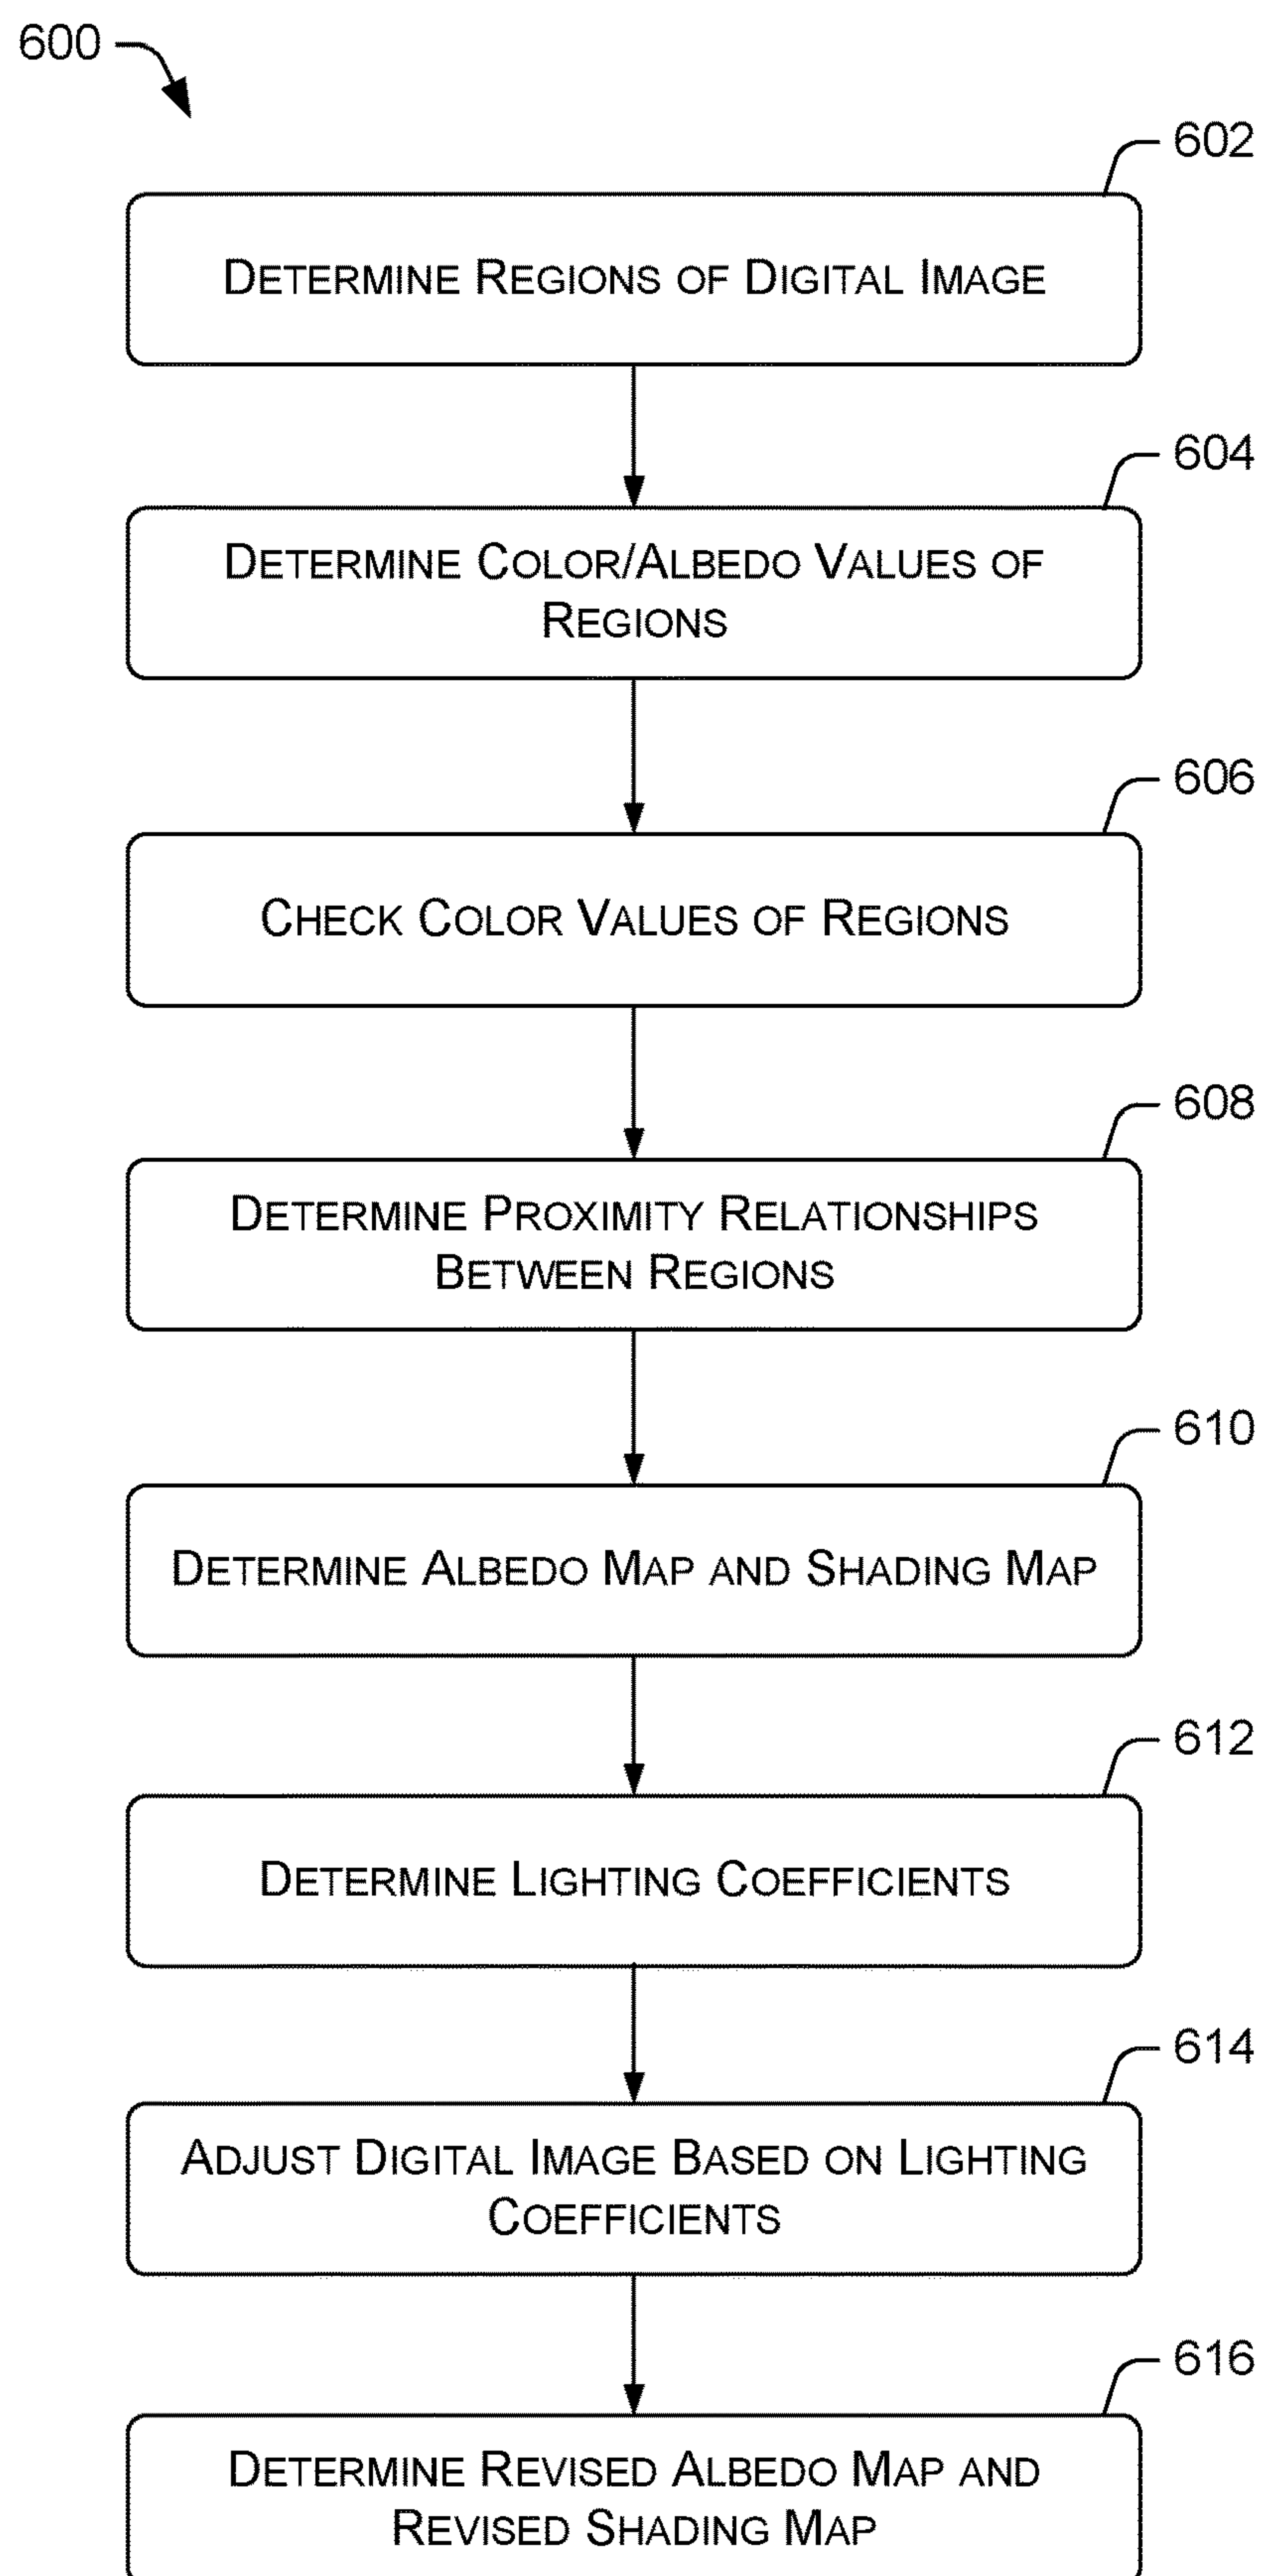 600
602
DETERMINE REGIONS OF DIGITAL IMAGE
604
DETERMINE COLOR/ALBEDO VALUES OF
REGIONS
606
CHECK COLOR VALUES OF REGIONS
608
DETERMINE PROXIMITY RELATIONSHIPS
BETWEEN REGIONS
610
DETERMINE ALBEDO MAP AND SHADING MAP
612
DETERMINE LIGHTING COEFFICIENTS
614
ADJUST DIGITAL IMAGE BASED ON LIGHTING
COEFFICIENTS
616
DETERMINE REVISED ALBEDO MAP AND
REVISED SHADING MAP